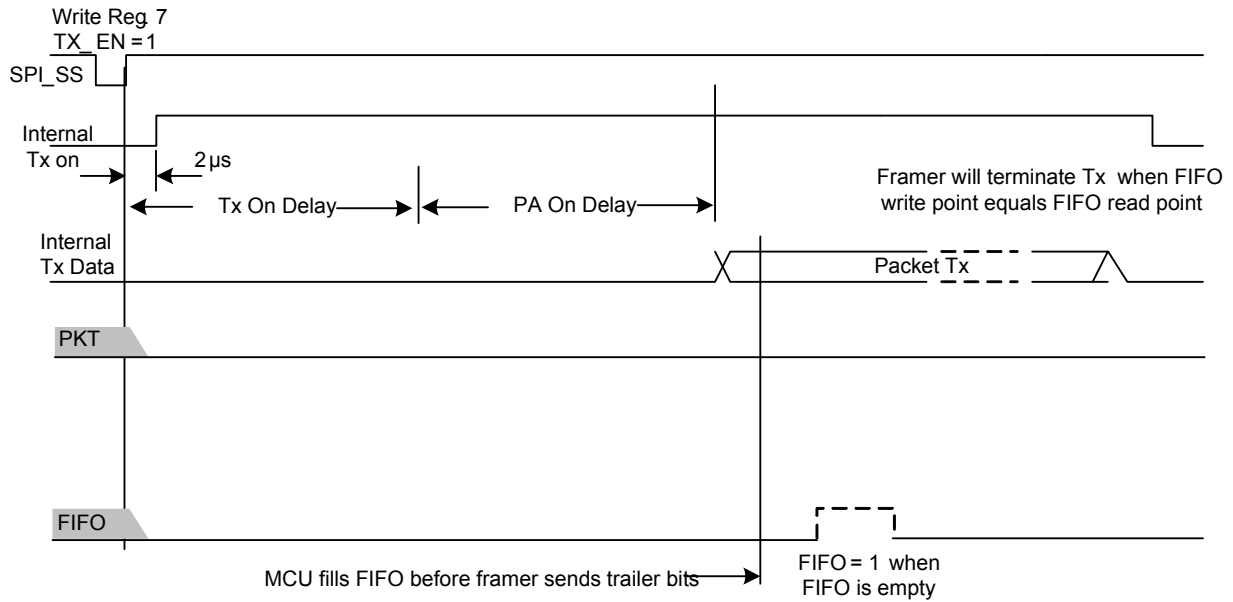 Write Reg. 7
TX_EN =1
SPI_SS
Internal
Tx on
2 µs
Tx On Delay
PA On Delay
Framer will terminate Tx when FIFO
write point equals FIFO read point
Internal
Tx Data
Packet Tx
PKT
FIFO
MCU fills FIFO before framer sends trailer bits
FIFO = 1 when
FIFO is empty